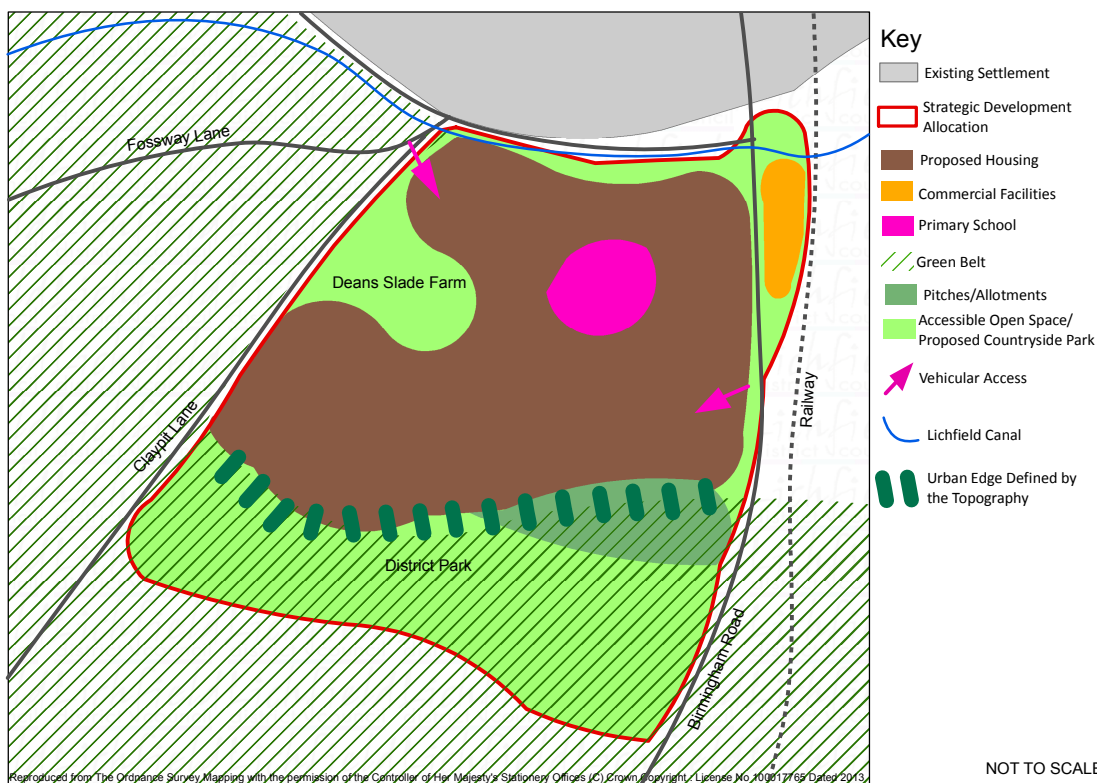 Key
Existing Settlement
Strategic Development
Allocation
Proposed Housing
Commercial Facilities
Primary School
Green Belt
Pitches/Allotments
Accessible Open Space/
Proposed Countryside Park
Vehicular Access
Lichfield Canal
Urban Edge Defined by
the Topography
Fossway Lane
Deans Slade Farm
Claypit Lane
Railway
District Park
Birmingham Road
Reproduced from The Ordnance Survey Mapping with the permission of the Controller of Her Majesty's Stationery Offices (C) Crown Copyright : License No 100017765 Dated 2013
NOT TO SCALE